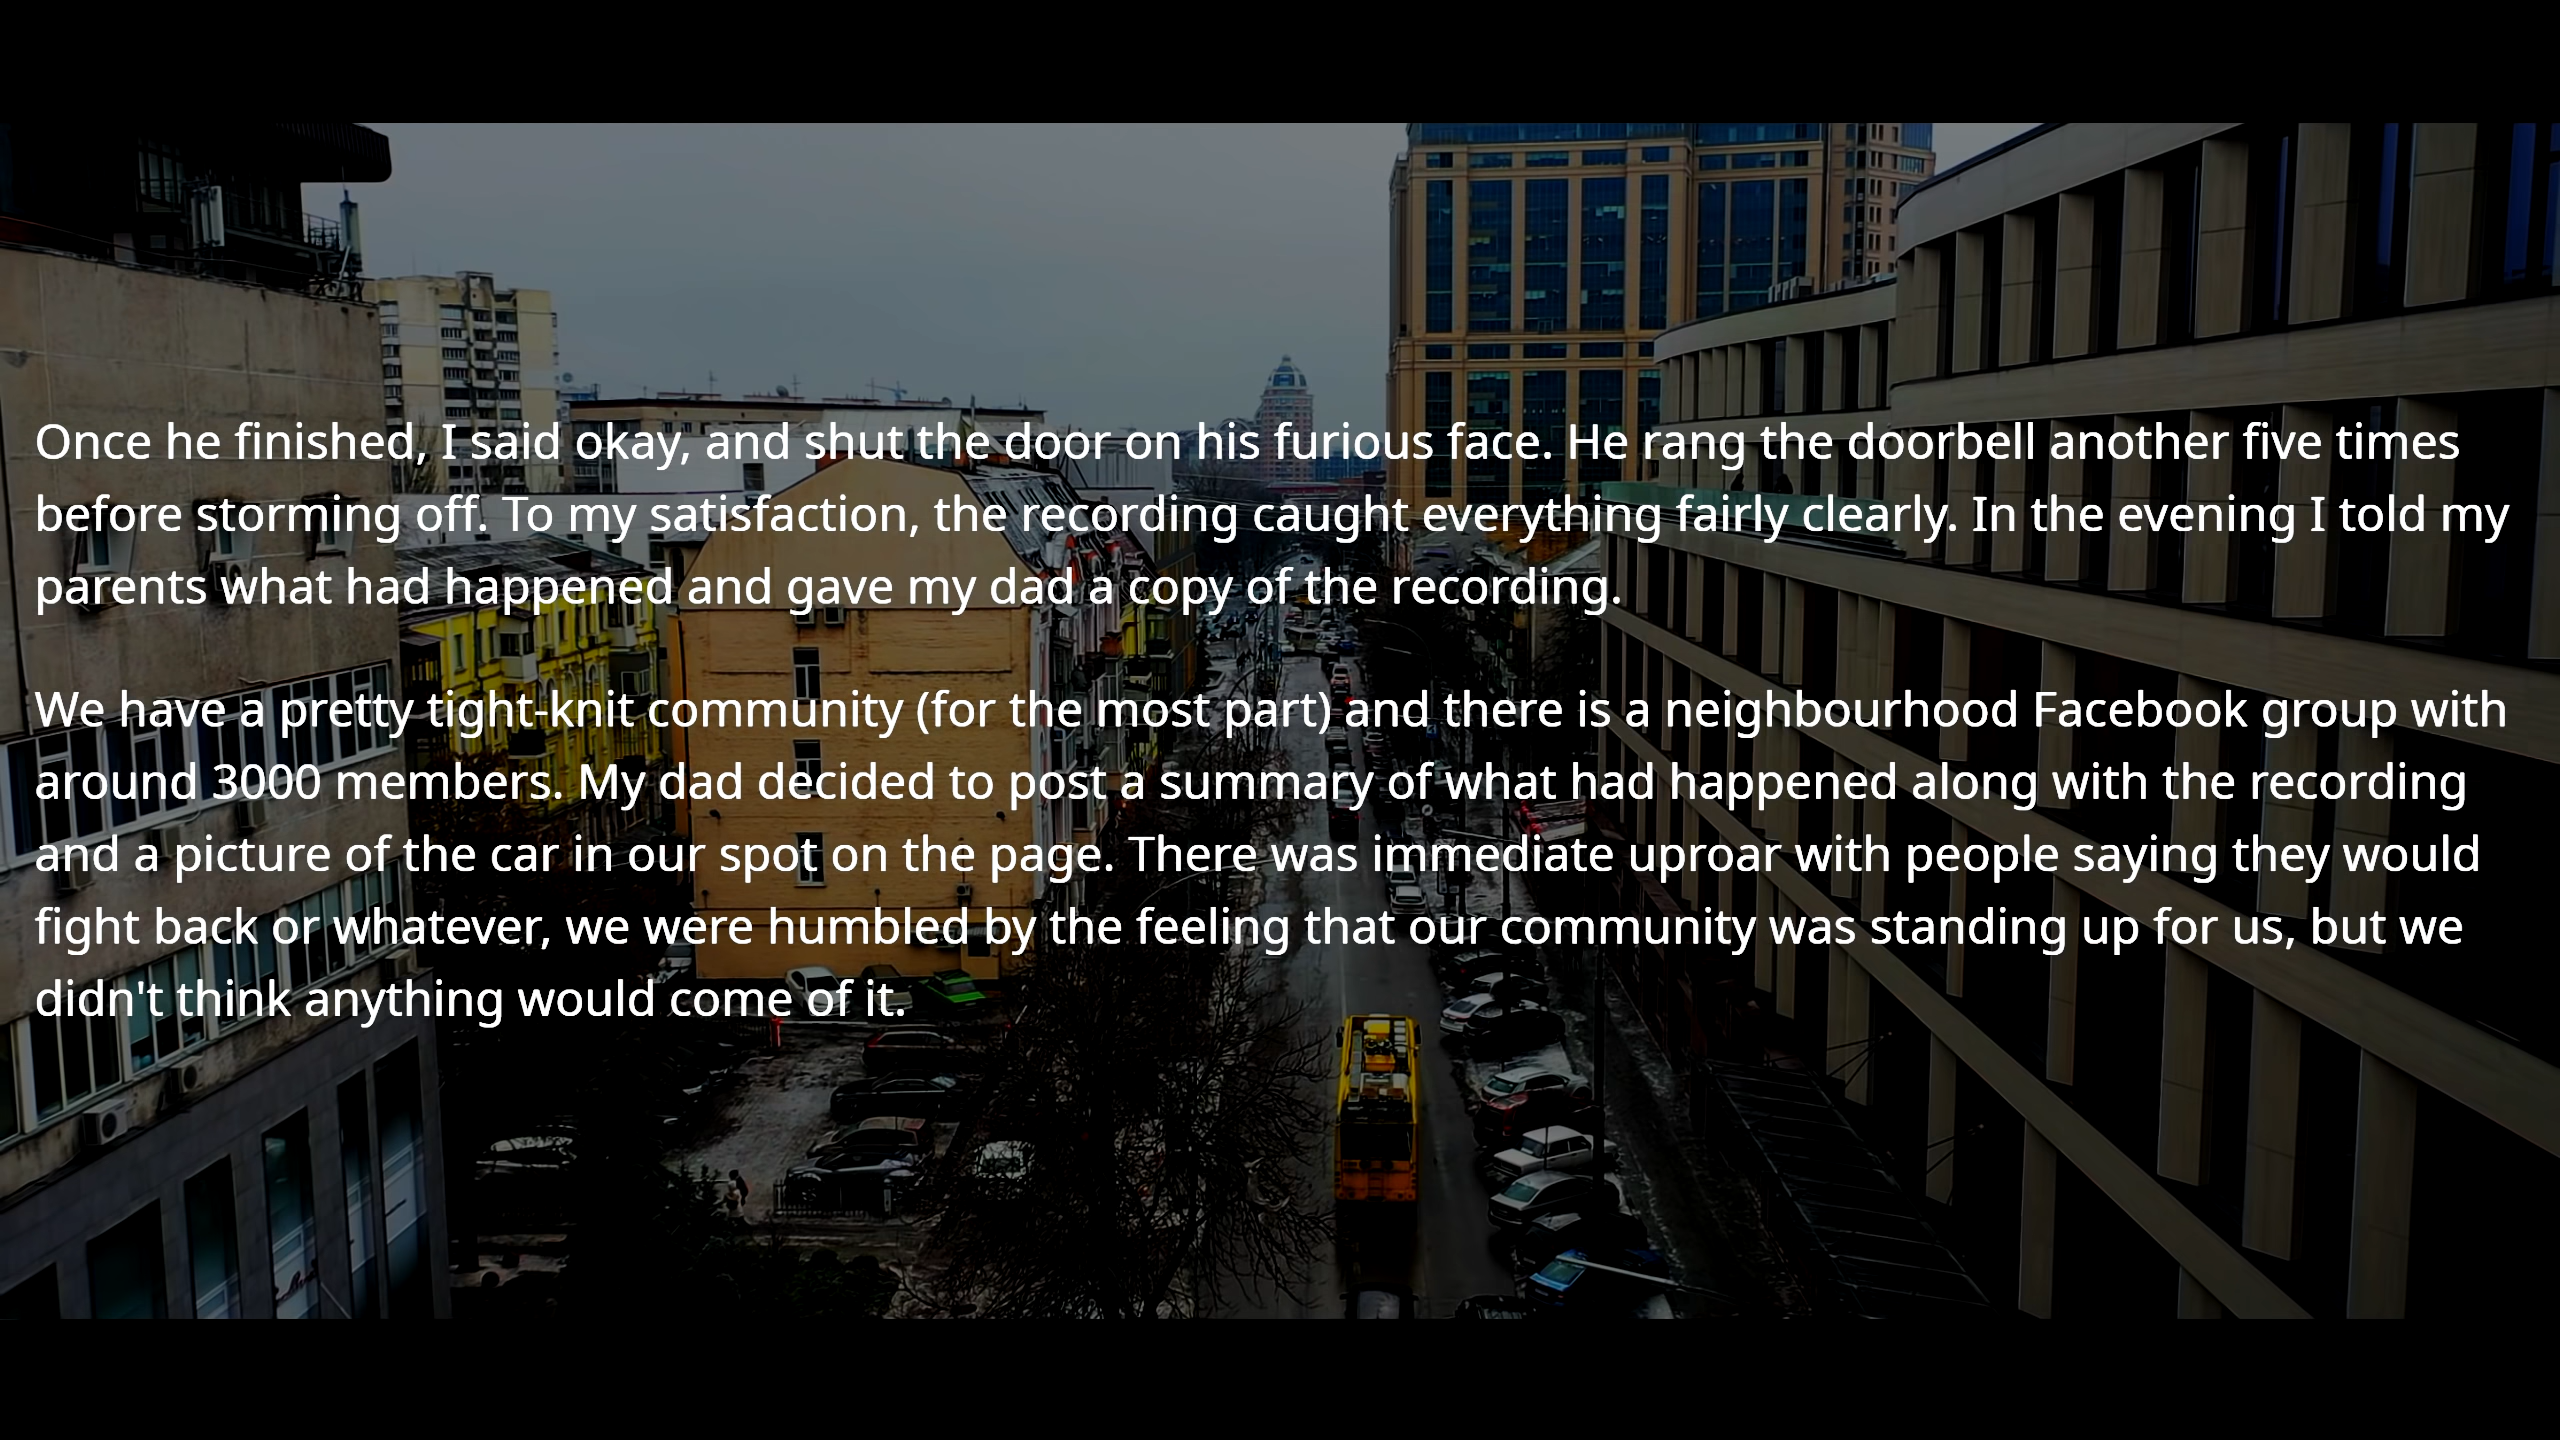 Once he finished, I said okay, and shut the door on his furious face. He rang the doorbell another five times
before storming off. To my satisfaction, the recording caught everything fairly clearly. In the evening I told my
parents what had happened and gave my dad a copy of the recording.
We have a pretty tight-knit community (for the most part) and there is a neighbourhood Facebook group with
around 3000 members. My dad decided to post a summary of what had happened along with the recording
and a picture of the car in our spot on the page. There was immediate uproar with people saying they would
fight back or whatever, we were humbled by the feeling that our community was standing up for us, but we
didn't think anything would come of it.